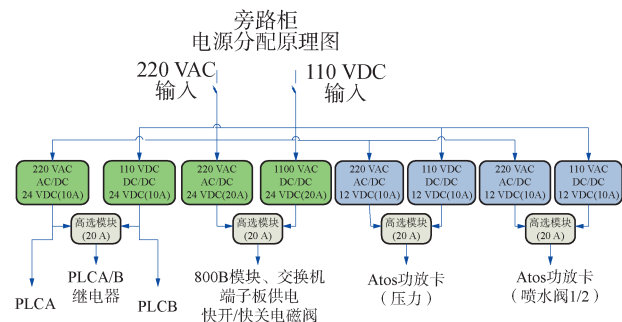 旁路柜
电源分配原理图
220 VAC
输入
110 VDC
输入
220 VAC
AC/DC
24 VDC(10A)
110 VDC
DC/DC
24 VDC(10A)
220 VAC
AC/DC
24 VDC(20A)
1100 VAC
DC/DC
24 VDC(20A)
220 VAC
AC/DC
12 VDC(10A)
110 VDC
DC/DC
12 VDC(10A)
220 VAC
AC/DC
12 VDC(10A)
110 VAC
DC/DC
12 VDC(10A)
高选模块
(20 A)
高选模块
(20 A)
高选模块
(20 A)
高选模块
(20 A)
PLCA
PLCA/B
继电器
PLCB
800B模块、交换机
端子板供电
快开/快关电磁阀
Atos功放卡
（压力）
Atos功放卡
（喷水阀1/2）